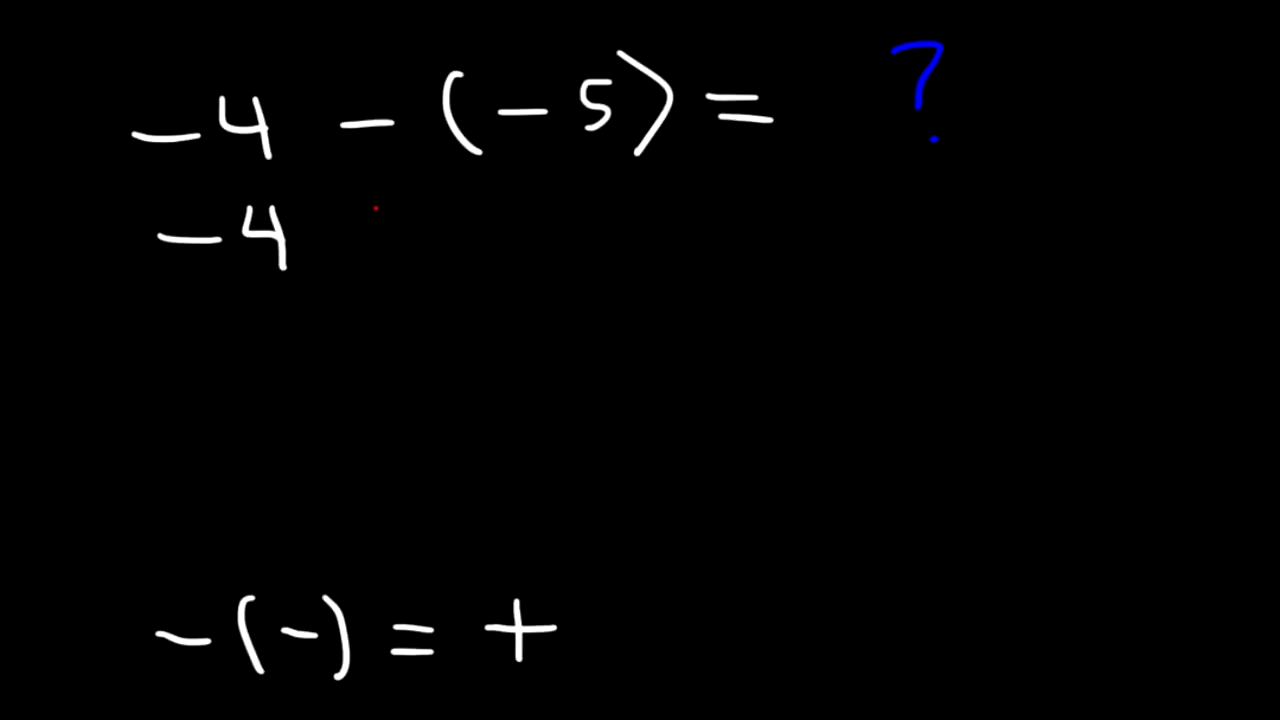 -4 - (-5) = ?
-4
-(-) = +